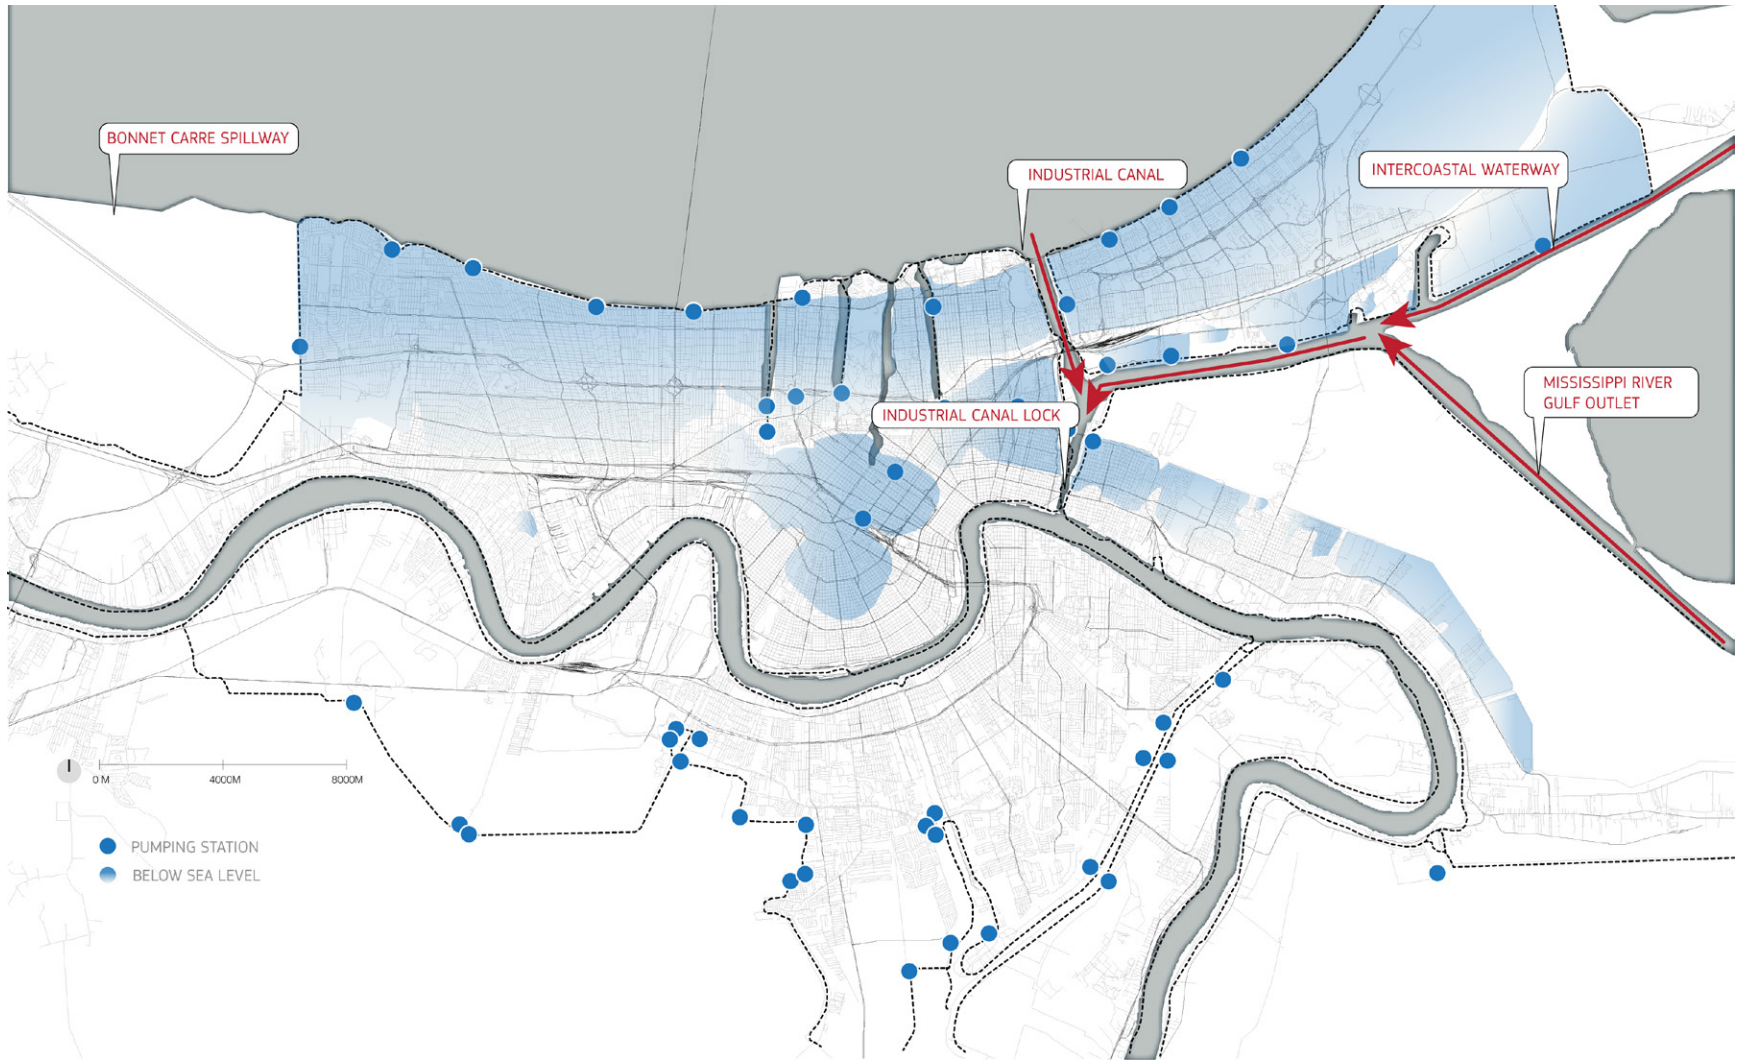 BONNET CARRE SPILLWAY
INDUSTRIAL CANAL
INTERCOASTAL WATERWAY
MISSISSIPPI RIVER
GULF OUTLET
INDUSTRIAL CANAL LOCK
0 M
4000M
8000M
PUMPING STATION
BELOW SEA LEVEL